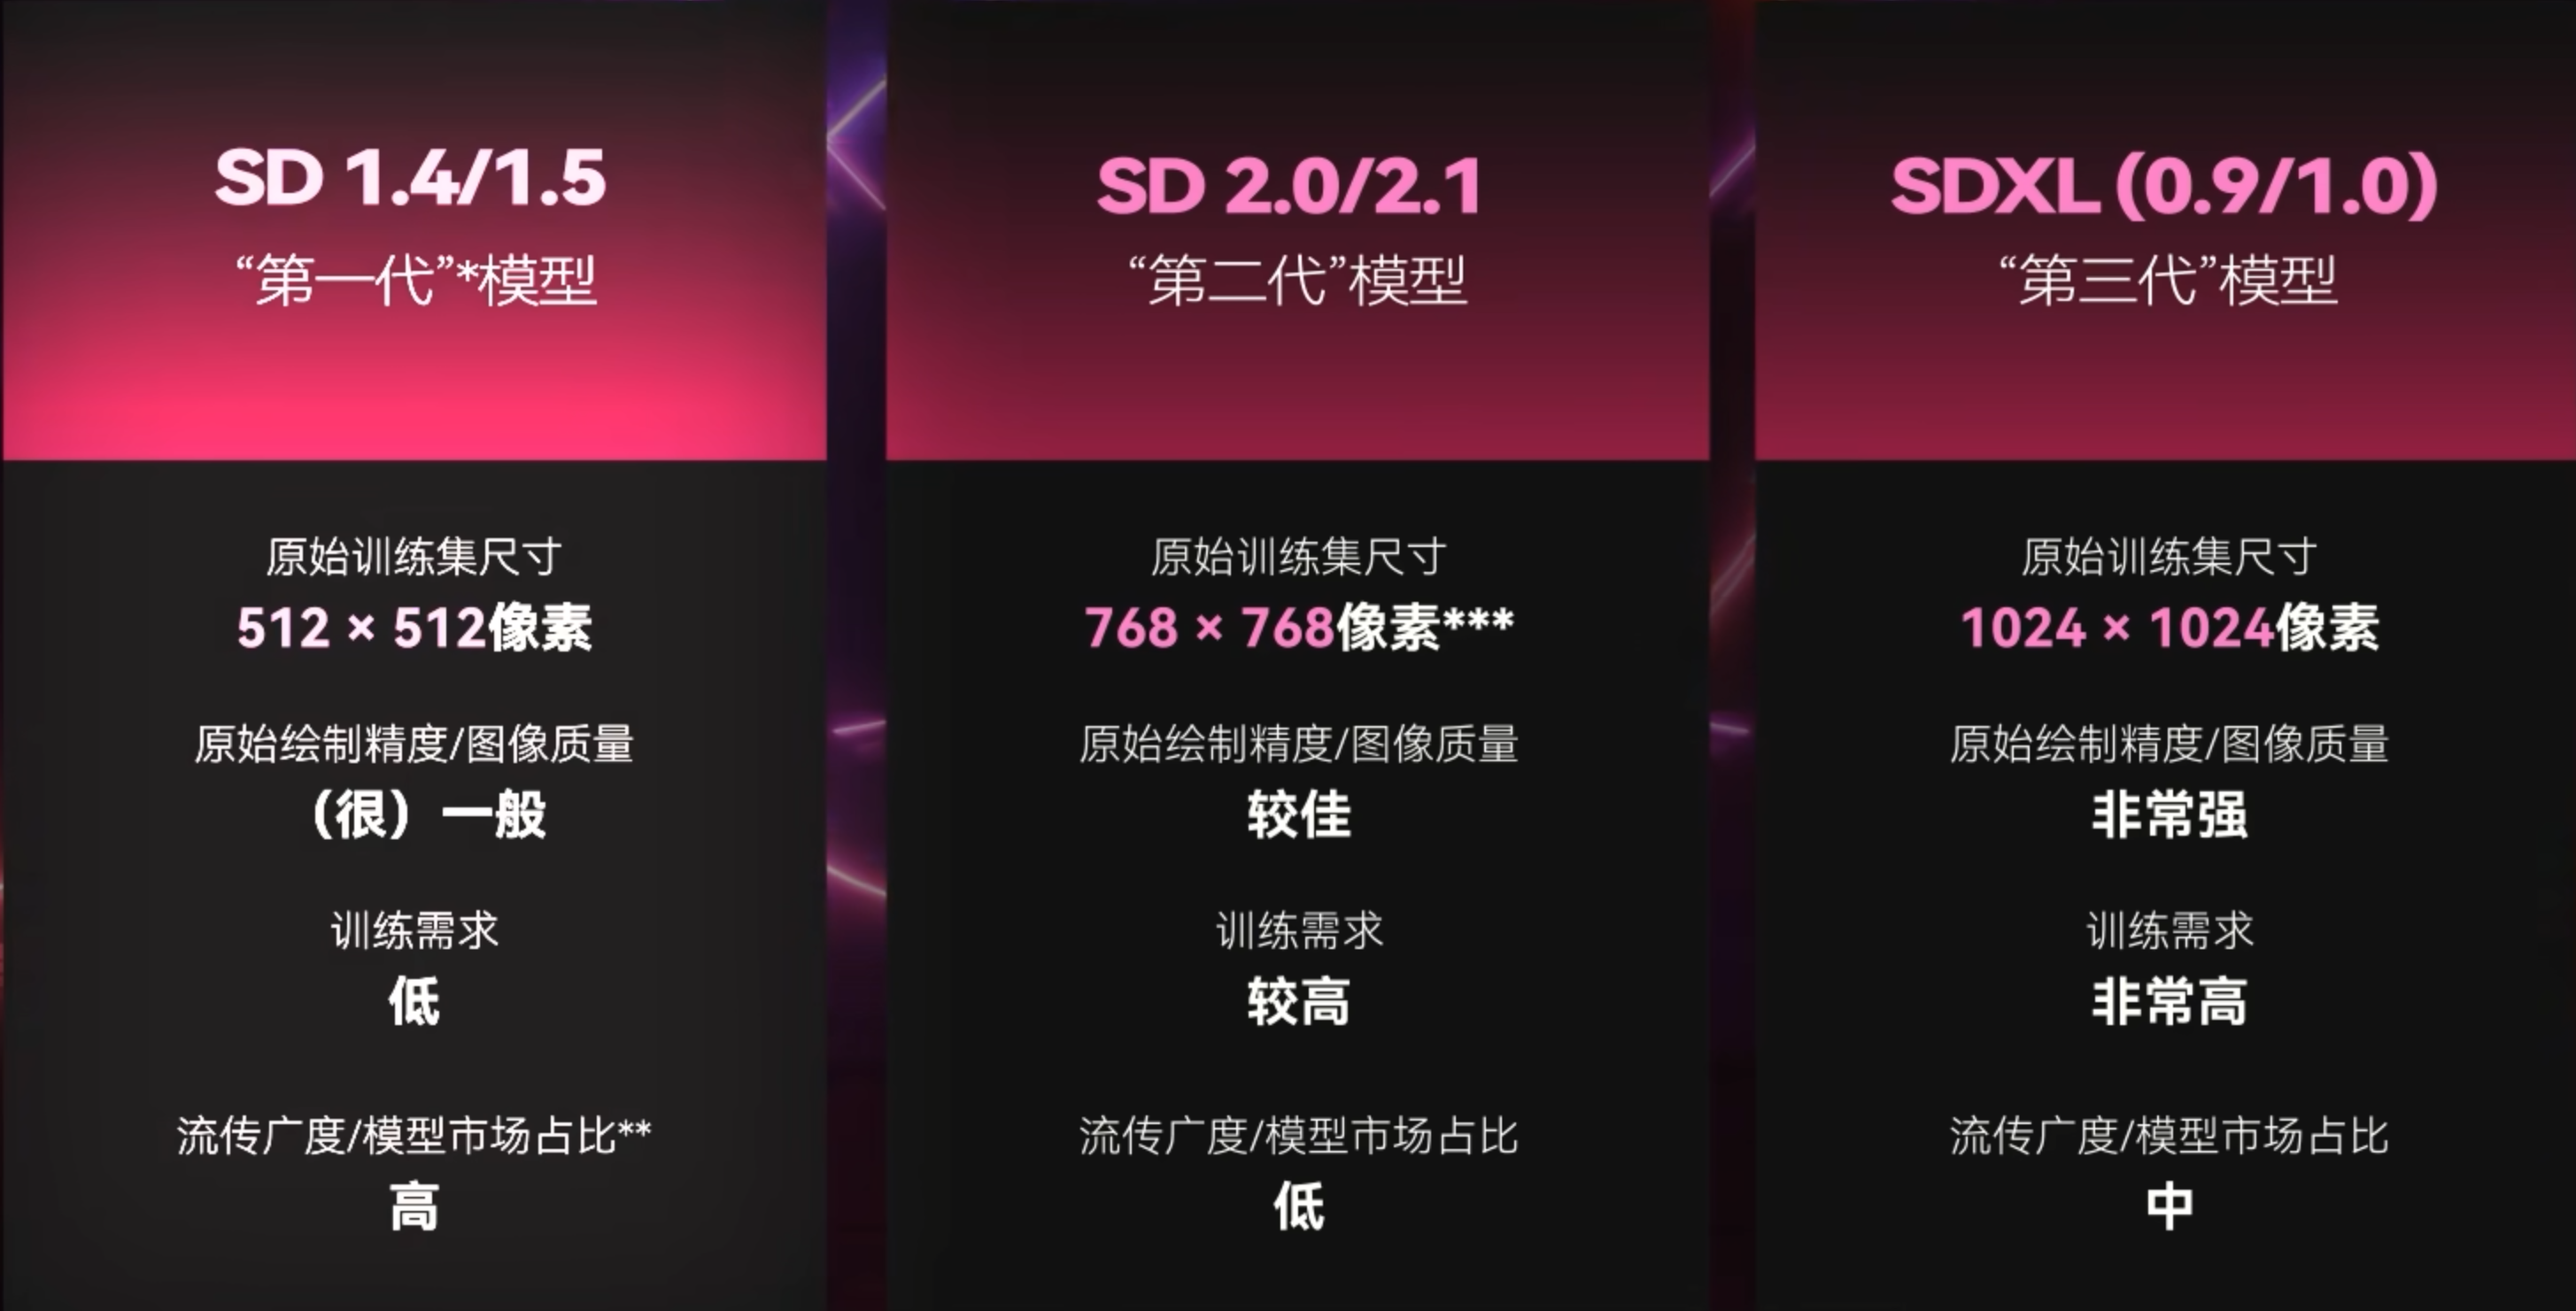 SD 1.4/1.5
“第一代”*模型
原始训练集尺寸
512 × 512像素
原始绘制精度/图像质量
（很）一般
训练需求
低
流传广度/模型市场占比**
高
SD 2.0/2.1
“第二代”模型
原始训练集尺寸
768 × 768像素***
原始绘制精度/图像质量
较佳
训练需求
较高
流传广度/模型市场占比
低
SDXL (0.9/1.0)
“第三代”模型
原始训练集尺寸
1024 × 1024像素
原始绘制精度/图像质量
非常强
训练需求
非常高
流传广度/模型市场占比
中